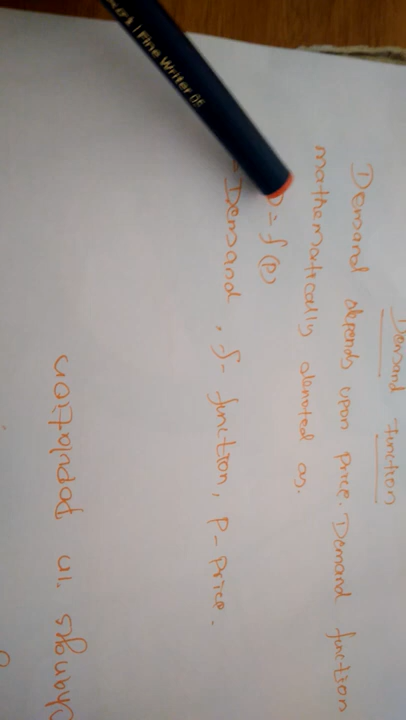 Demand function
Demand depends upon price. Demand function
mathematically denoted as.
D = f (P)
= Demand, f - function, P - Price.
Changes in population
Fine Writer 05